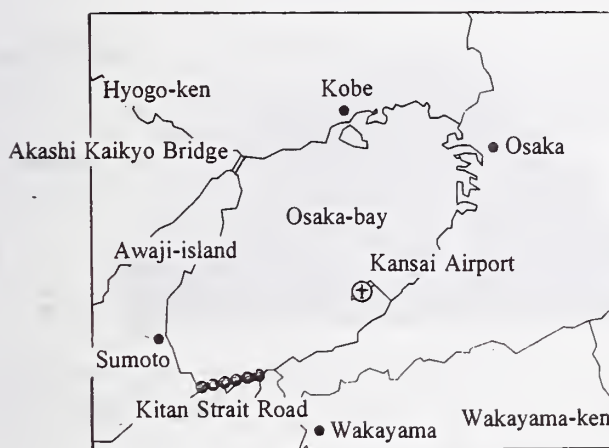 Hyogo-ken
Kobe
Akashi Kaikyo Bridge
Osaka
Osaka-bay
Awaji-island
Kansai Airport
Sumoto
Kitan Strait Road
Wakayama
Wakayama-ken